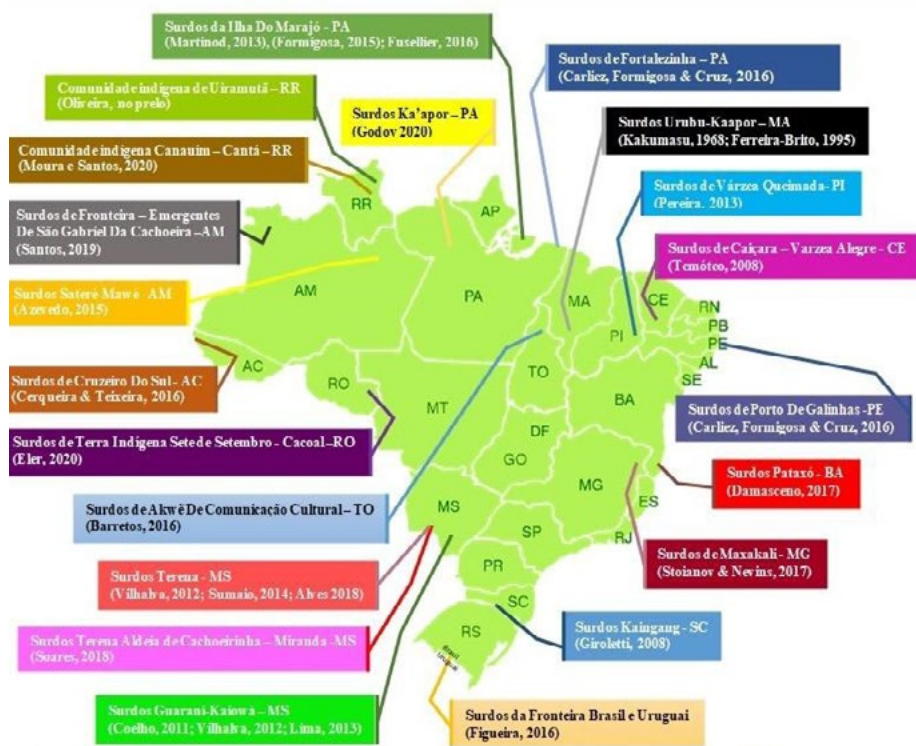 Surdos da Ilha Do Marajó - PA
(Martinod, 2013), (Formigosa, 2015); Fusellier, 2016)
Surdos de Fortalezinha – PA
(Carliez, Formigosa & Cruz, 2016)
Comunidade indígena de Uiramutã – RR
(Oliveira, no prelo)
Surdos Ka'apor – PA
(Godoy 2020)
Surdos Urubu-Kaapor – MA
(Kakumasu, 1968; Ferreira-Brito, 1995)
Comunidade indígena Canauim – Cantá – RR
(Moura e Santos, 2020)
Surdos de Várzea Queimada- PI
(Pereira. 2013)
Surdos de Fronteira – Emergentes
De São Gabriel Da Cachoeira –AM
(Santos, 2019)
Surdos de Caiçara – Varzea Alegre - CE
(Temóteo, 2008)
Surdos Sateré Mawé -AM
(Azevedo, 2015)
Surdos de Cruzeiro Do Sul- AC
(Cerqueira & Teixeira, 2016)
Surdos de Porto De Galinhas -PE
(Carliez, Formigosa & Cruz, 2016)
Surdos de Terra Indígena Sete de Setembro - Cacoal–RO
(Eler, 2020)
Surdos Pataxó - BA
(Damasceno, 2017)
Surdos de Akwẽ De Comunicação Cultural– TO
(Barretos, 2016)
Surdos de Maxakali - MG
(Stoianov & Nevins, 2017)
Surdos Terena - MS
(Vilhalva, 2012; Sumaio, 2014; Alves 2018)
Surdos Terena Aldeia de Cachoeirinha – Miranda -MS
(Soares, 2018)
Surdos Kaingang - SC
(Giroletti, 2008)
Surdos Guarani-Kaiowá – MS
(Coelho, 2011; Vilhalva, 2012; Lima, 2013)
Surdos da Fronteira Brasil e Uruguai
(Figueira, 2016)
RR
AP
AM
PA
MA
CE
RN
PB
PE
AL
SE
PI
AC
RO
TO
MT
BA
DF
GO
MG
ES
MS
SP
RJ
PR
SC
RS
Brasil
Uruguai